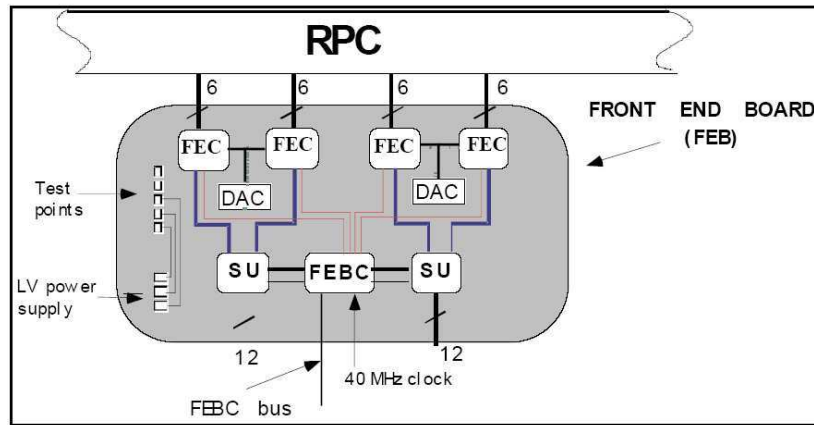 RPC
6 6 6 6
FRONT END BOARD
(FEB)
FEC FEC FEC FEC
DAC DAC
Test
points
SU FEBC SU
LV power
supply
12 12
40 MHz clock
FEBC bus